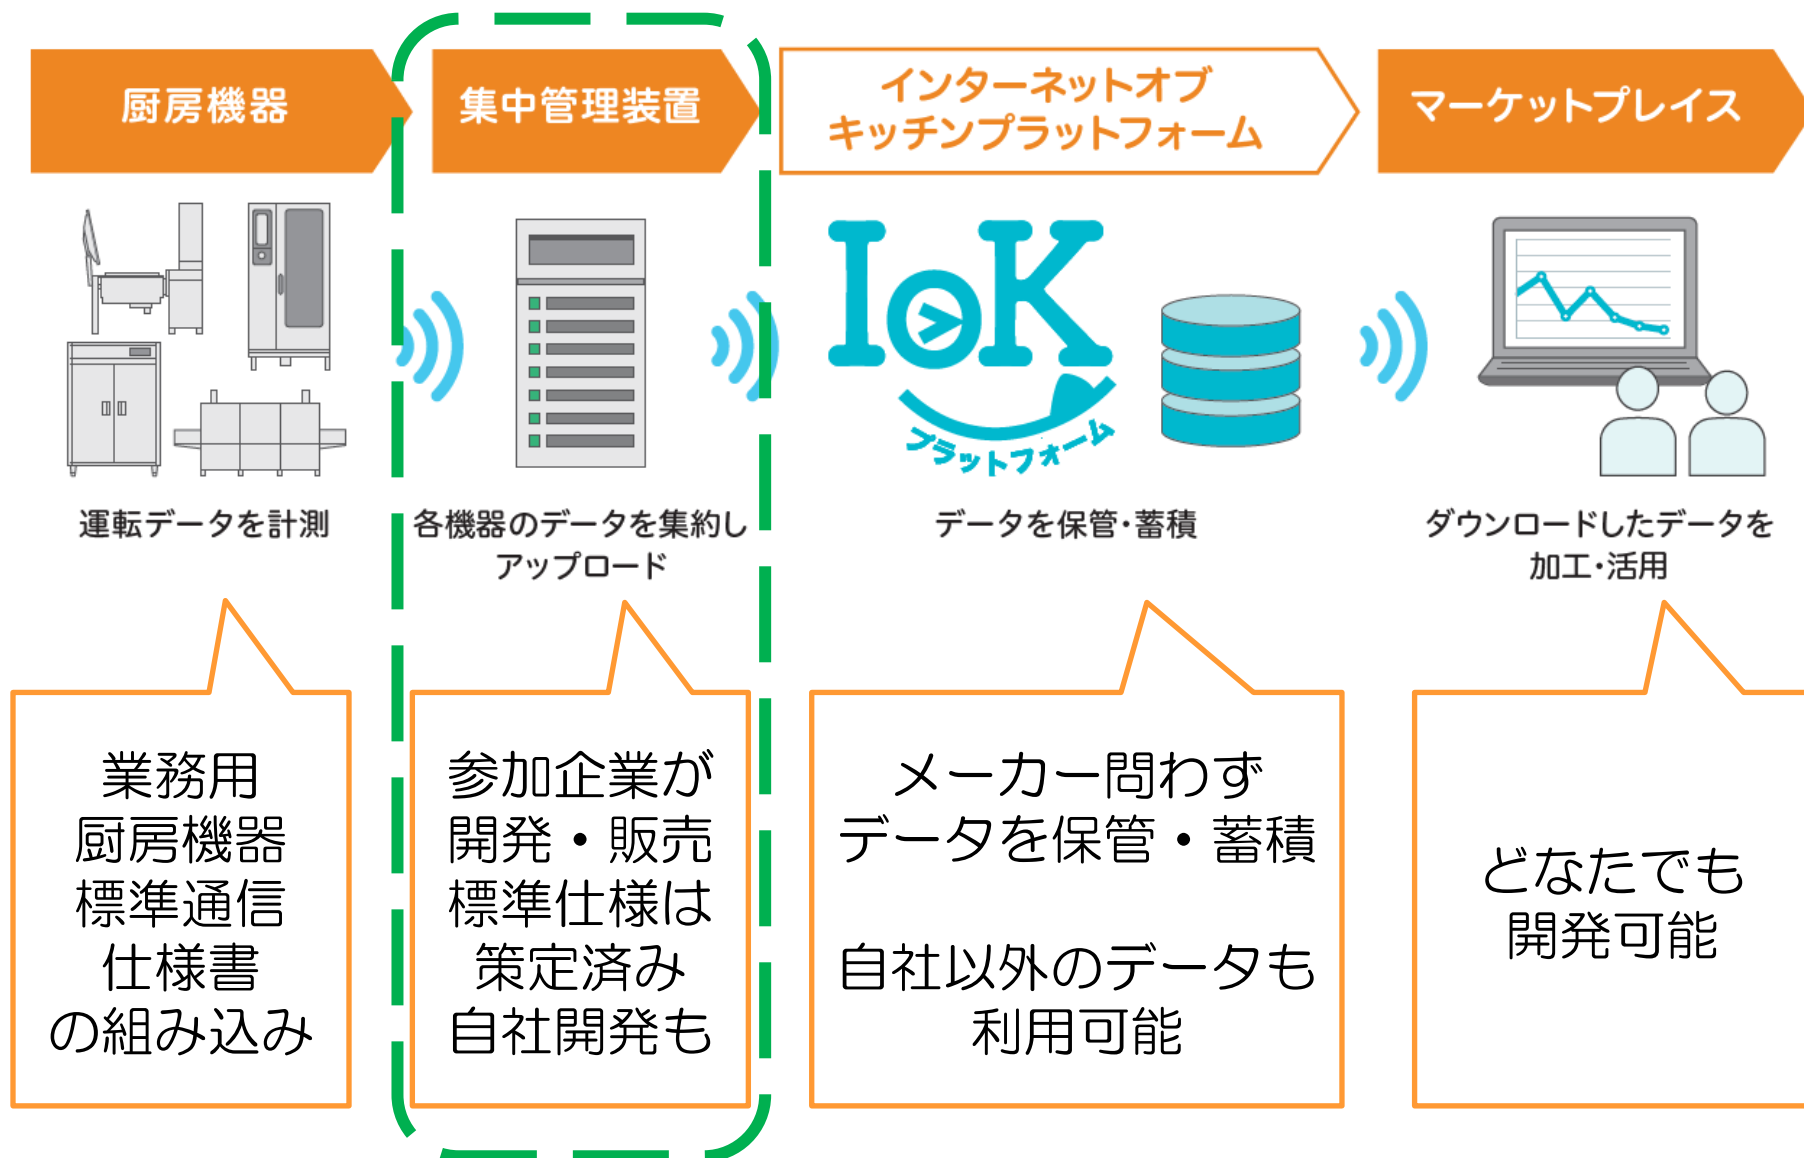 厨房機器
集中管理装置
インターネットオブ
キッチンプラットフォーム
マーケットプレイス
IoK
プラットフォーム
運転データを計測
各機器のデータを集約し
アップロード
データを保管・蓄積
ダウンロードしたデータを
加工・活用
業務用
厨房機器
標準通信
仕様書
の組み込み
参加企業が
開発・販売
標準仕様は
策定済み
自社開発も
メーカー問わず
データを保管・蓄積
自社以外のデータも
利用可能
どなたでも
開発可能